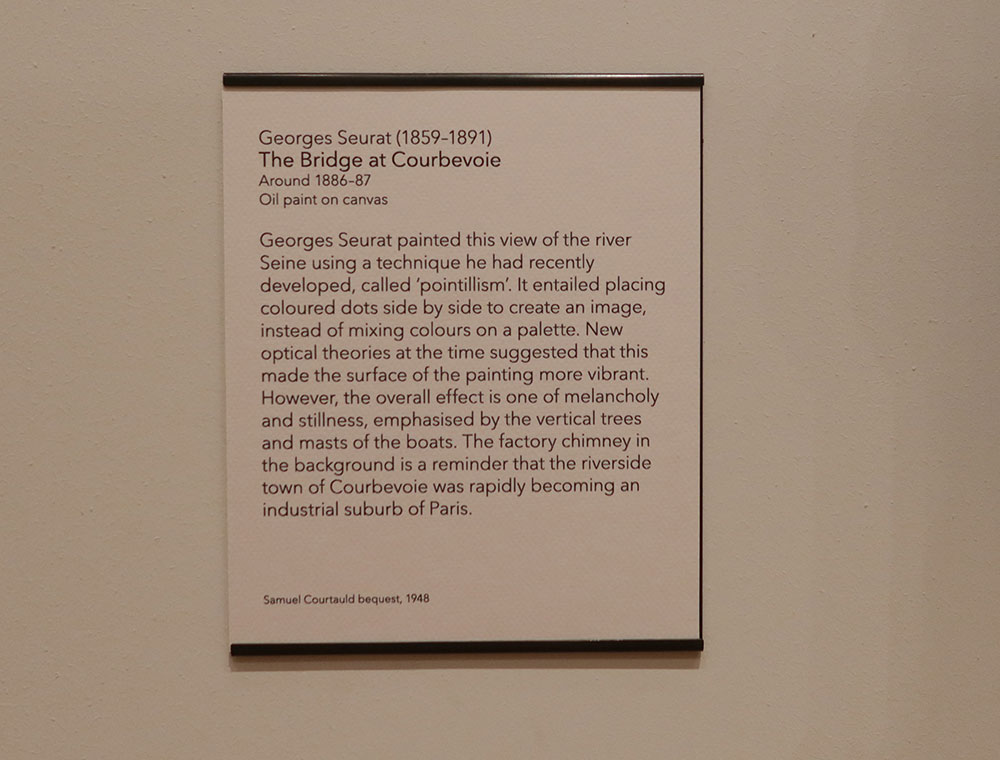 Georges Seurat (1859-1891)
The Bridge at Courbevoie
Around 1886-87
Oil paint on canvas
Georges Seurat painted this view of the river
Seine using a technique he had recently
developed, called ‘pointillism’. It entailed placing
coloured dots side by side to create an image,
instead of mixing colours on a palette. New
optical theories at the time suggested that this
made the surface of the painting more vibrant.
However, the overall effect is one of melancholy
and stillness, emphasised by the vertical trees
and masts of the boats. The factory chimney in
the background is a reminder that the riverside
town of Courbevoie was rapidly becoming an
industrial suburb of Paris.
Samuel Courtauld bequest, 1948